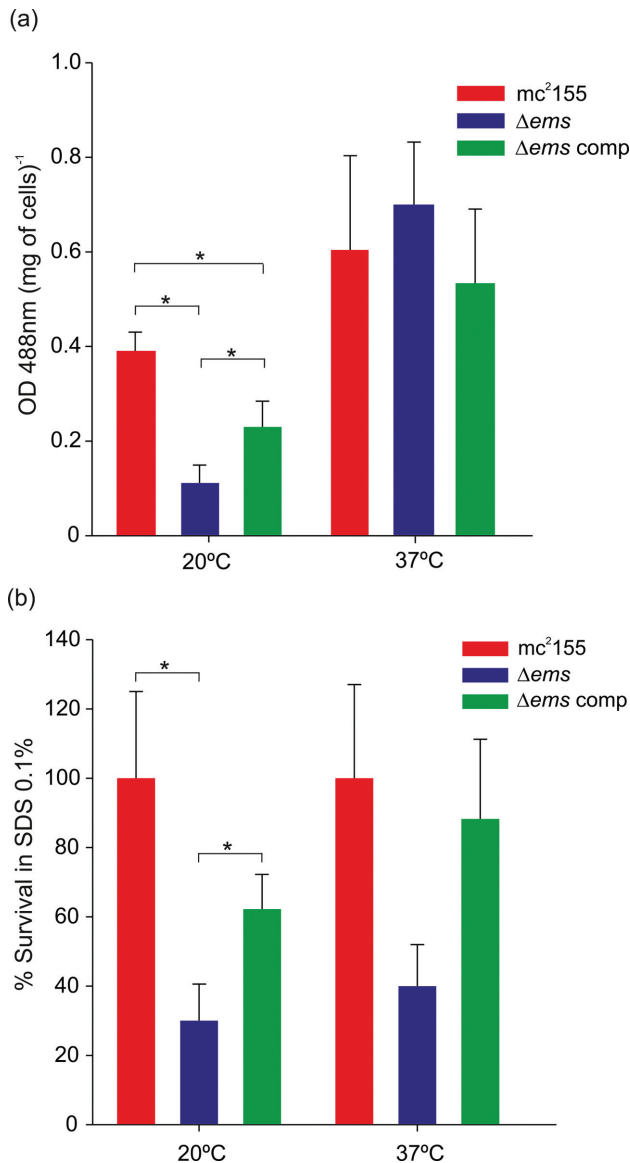 (a)
OD 488nm (mg of cells)⁻¹
1.0
0.8
0.6
0.4
0.2
0
mc²155
Δems
Δems comp
*
*
*
20ºC
37ºC
(b)
% Survival in SDS 0.1%
140
120
100
80
60
40
20
0
mc²155
Δems
Δems comp
*
*
20ºC
37ºC